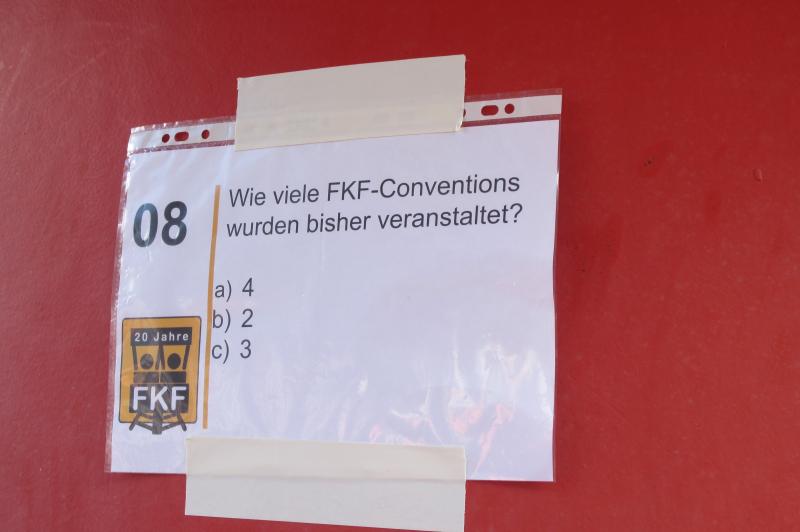 08
Wie viele FKF-Conventions
wurden bisher veranstaltet?
a) 4
b) 2
c) 3
20 Jahre
FKF